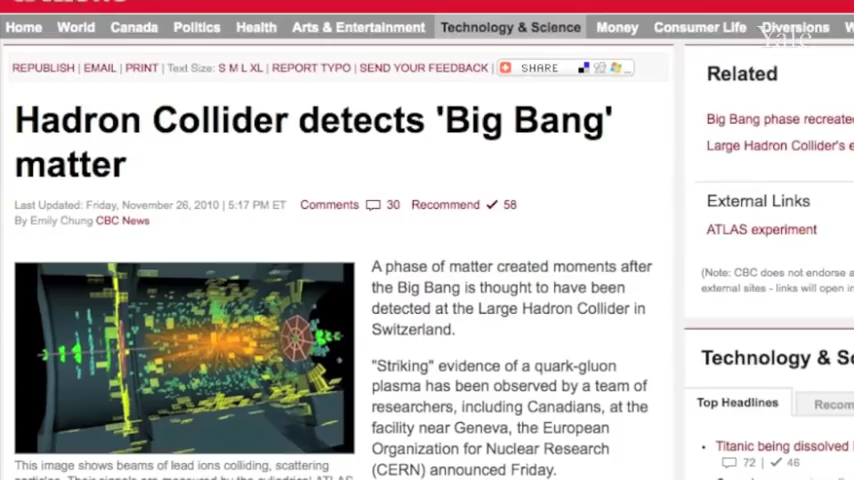 Home World Canada Politics Health Arts & Entertainment Technology & Science Money Consumer Life Diversions
Yale
REPUBLISH | EMAIL | PRINT | Text Size: S M L XL | REPORT TYPO | SEND YOUR FEEDBACK | SHARE
Hadron Collider detects 'Big Bang'
matter
Last Updated: Friday, November 26, 2010 | 5:17 PM ET Comments 30 Recommend 58
By Emily Chung CBC News
A phase of matter created moments after
the Big Bang is thought to have been
detected at the Large Hadron Collider in
Switzerland.
"Striking" evidence of a quark-gluon
plasma has been observed by a team of
researchers, including Canadians, at the
facility near Geneva, the European
Organization for Nuclear Research
(CERN) announced Friday.
This image shows beams of lead ions colliding, scattering
Related
Big Bang phase recreated
Large Hadron Collider's
External Links
ATLAS experiment
(Note: CBC does not endorse
external sites - links will open
Technology &
Top Headlines
Titanic being dissolved
72 | 46